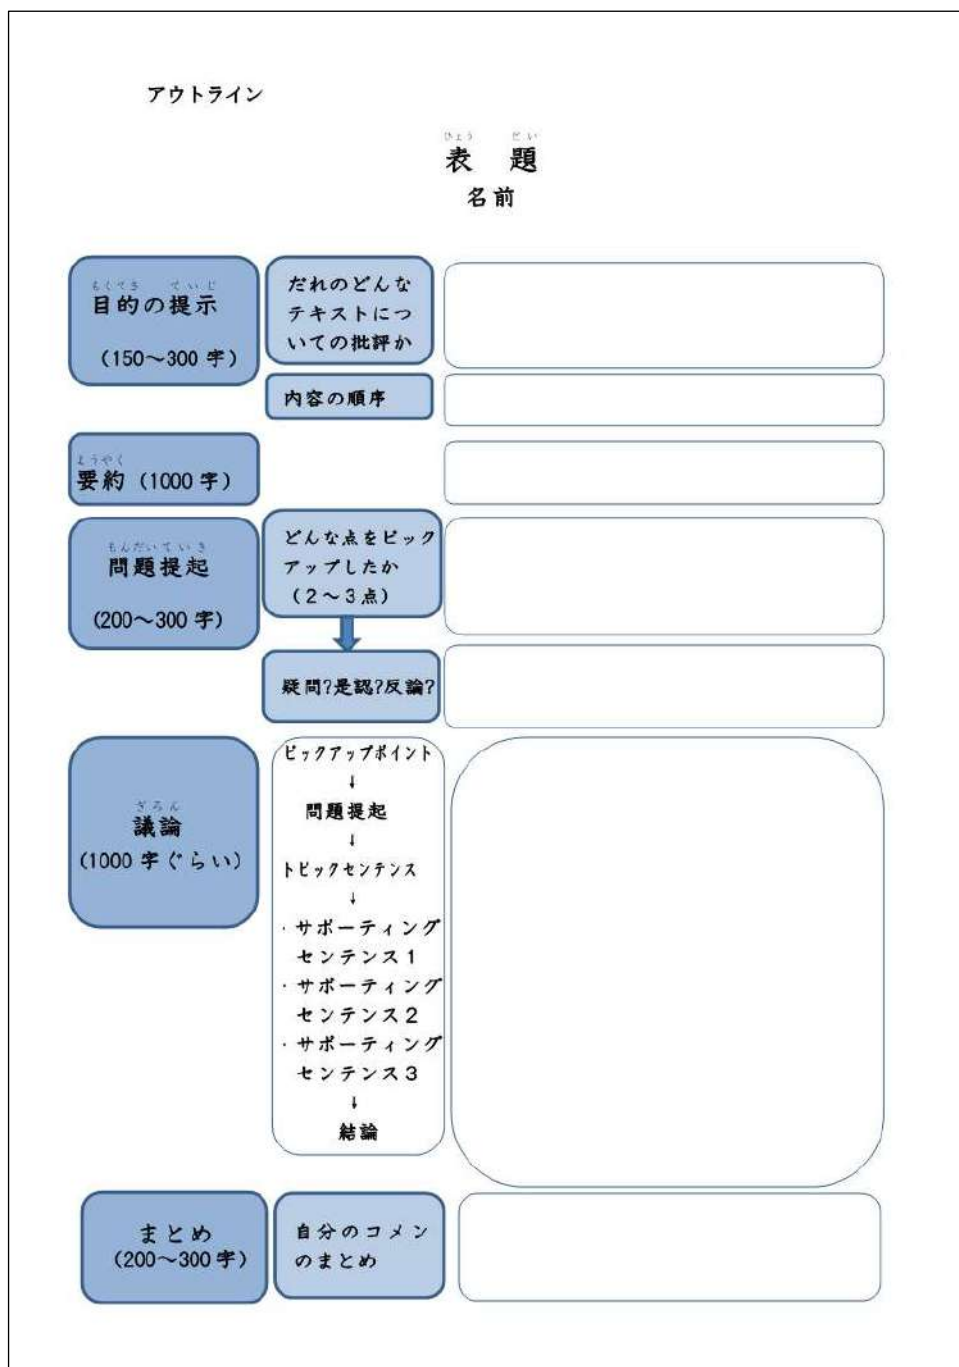 アウトライン
ひょう だい
表 題
名前
もくてき ていじ
目的の提示
(150～300 字)
だれのどんな
テキストにつ
いての批評か
内容の順序
ようやく
要約 (1000 字)
もんだいていき
問題提起
(200～300 字)
どんな点をピック
アップしたか
(2～3点)
疑問?是認?反論?
ぎろん
議論
(1000 字ぐらい)
ピックアップポイント
↓
問題提起
↓
トピックセンテンス
↓
・サポーティング
センテンス1
・サポーティング
センテンス2
・サポーティング
センテンス3
↓
結論
まとめ
(200～300 字)
自分のコメン
のまとめ